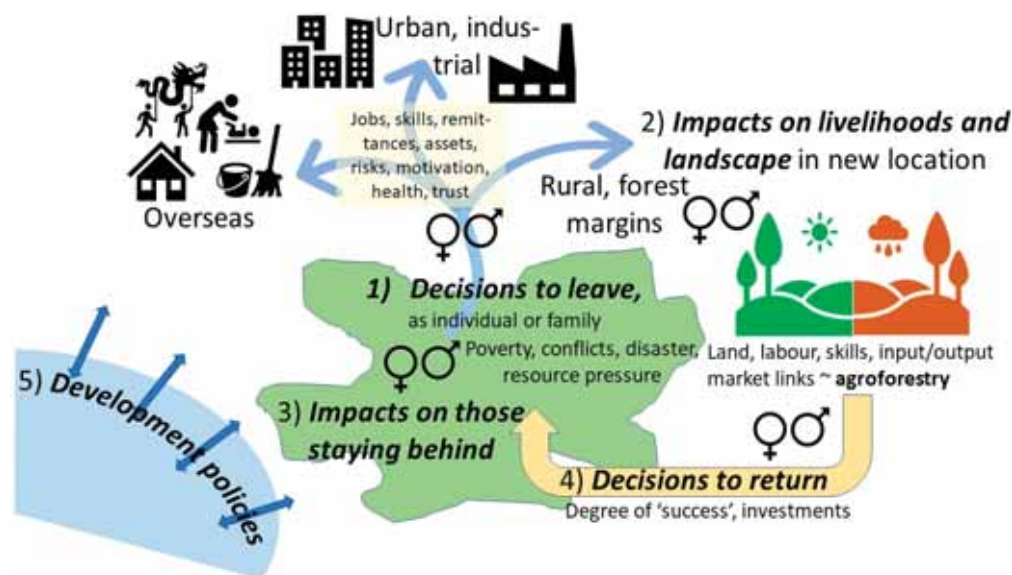 Urban, indus-
trial
Jobs, skills, remit-
tances, assets,
risks, motivation,
health, trust
Overseas
2) Impacts on livelihoods and
landscape in new location
Rural, forest
margins
1) Decisions to leave,
as individual or family
Poverty, conflicts, disaster,
resource pressure
Land, labour, skills, input/output
market links ~ agroforestry
3) Impacts on those
staying behind
4) Decisions to return
Degree of ‘success’, investments
5) Development policies